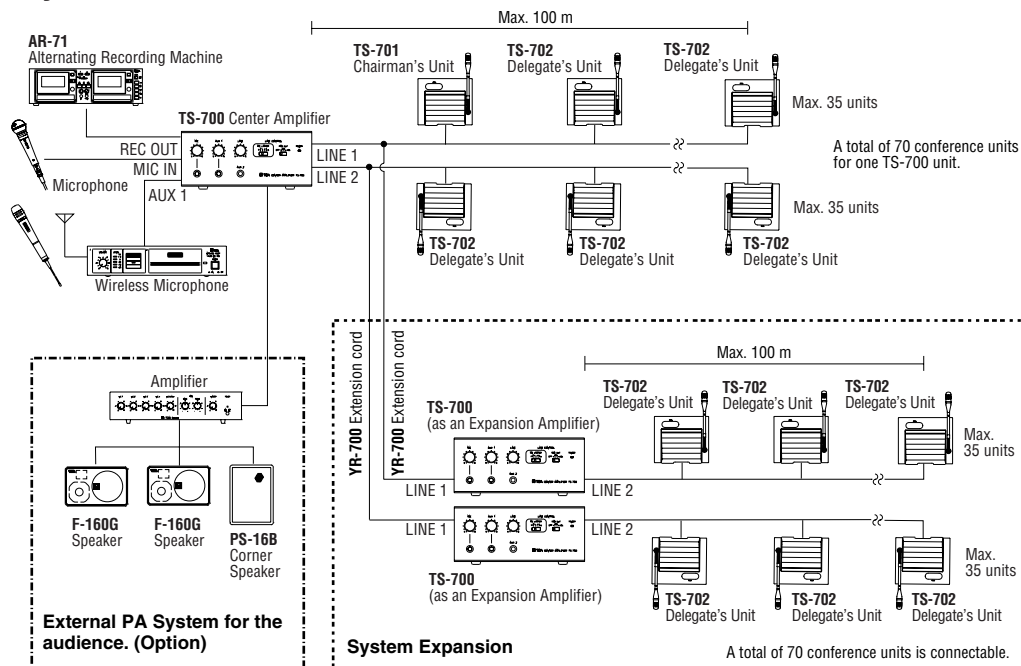 Max. 100 m
AR-71
Alternating Recording Machine
TS-701
Chairman's Unit
TS-702
Delegate's Unit
TS-702
Delegate's Unit
Max. 35 units
TS-700 Center Amplifier
A total of 70 conference units
for one TS-700 unit.
REC OUT
LINE 1
MIC IN
LINE 2
Microphone
AUX 1
Max. 35 units
TS-702
Delegate's Unit
TS-702
Delegate's Unit
TS-702
Delegate's Unit
Wireless Microphone
YR-700 Extension cord
YR-700 Extension cord
Max. 100 m
Amplifier
TS-700
(as an Expansion Amplifier)
TS-702
Delegate's Unit
TS-702
Delegate's Unit
TS-702
Delegate's Unit
Max.
35 units
LINE 1
LINE 2
F-160G
Speaker
F-160G
Speaker
PS-16B
Corner
Speaker
LINE 1
LINE 2
Max.
35 units
TS-700
(as an Expansion Amplifier)
TS-702
Delegate's Unit
TS-702
Delegate's Unit
TS-702
Delegate's Unit
External PA System for the
audience. (Option)
System Expansion
A total of 70 conference units is connectable.